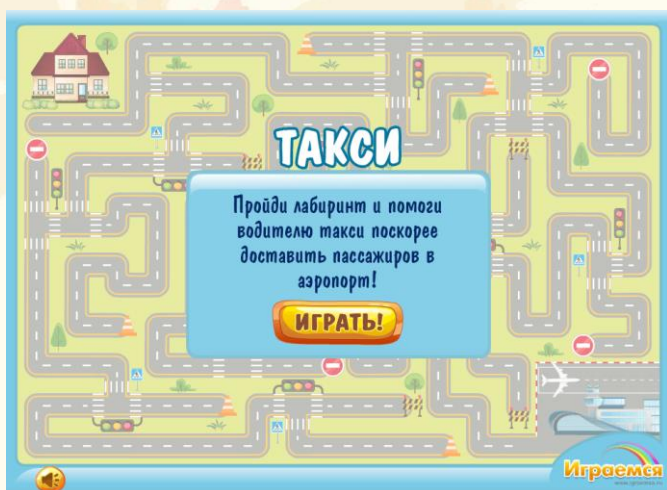 ТАКСИ
Пройди лабиринт и помоги
водителю такси поскорее
доставить пассажиров в
аэропорт!
ИГРАТЬ!
Играемся